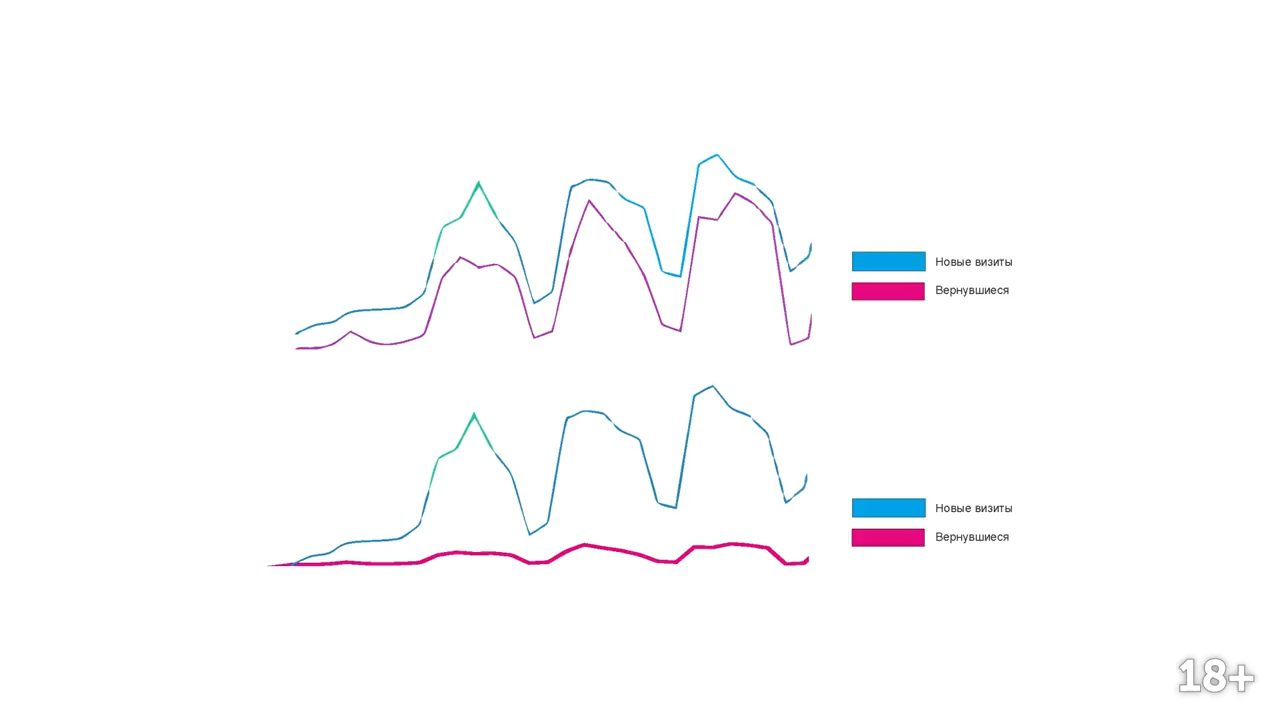 Новые визиты
Вернувшиеся
Новые визиты
Вернувшиеся
18+